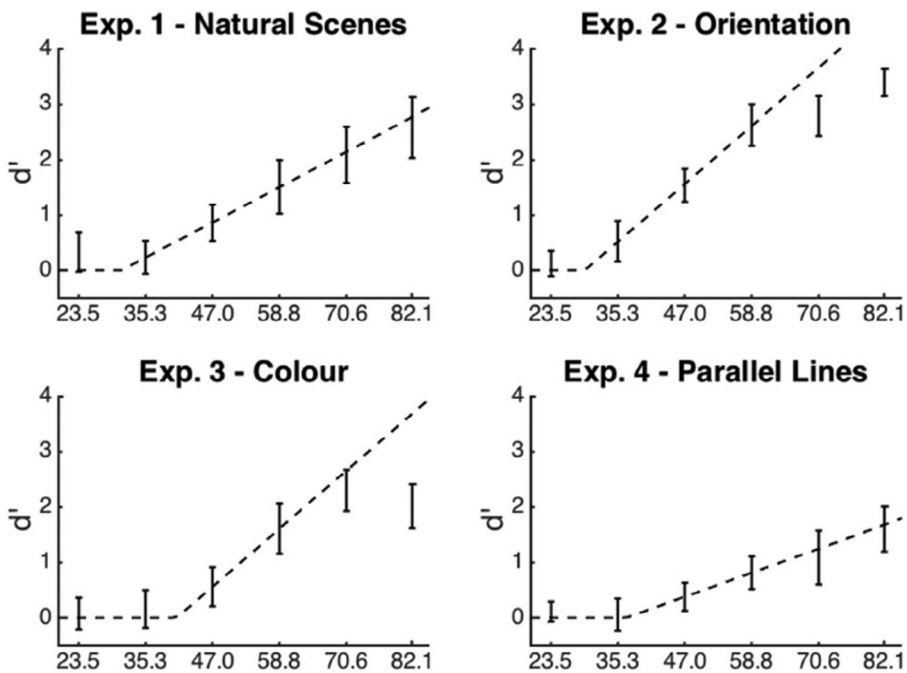 Exp. 1 - Natural Scenes
4
3
2
1
0
d'
23.5 35.3 47.0 58.8 70.6 82.1
Exp. 2 - Orientation
4
3
2
1
0
d'
23.5 35.3 47.0 58.8 70.6 82.1
Exp. 3 - Colour
4
3
2
1
0
d'
23.5 35.3 47.0 58.8 70.6 82.1
Exp. 4 - Parallel Lines
4
3
2
1
0
d'
23.5 35.3 47.0 58.8 70.6 82.1